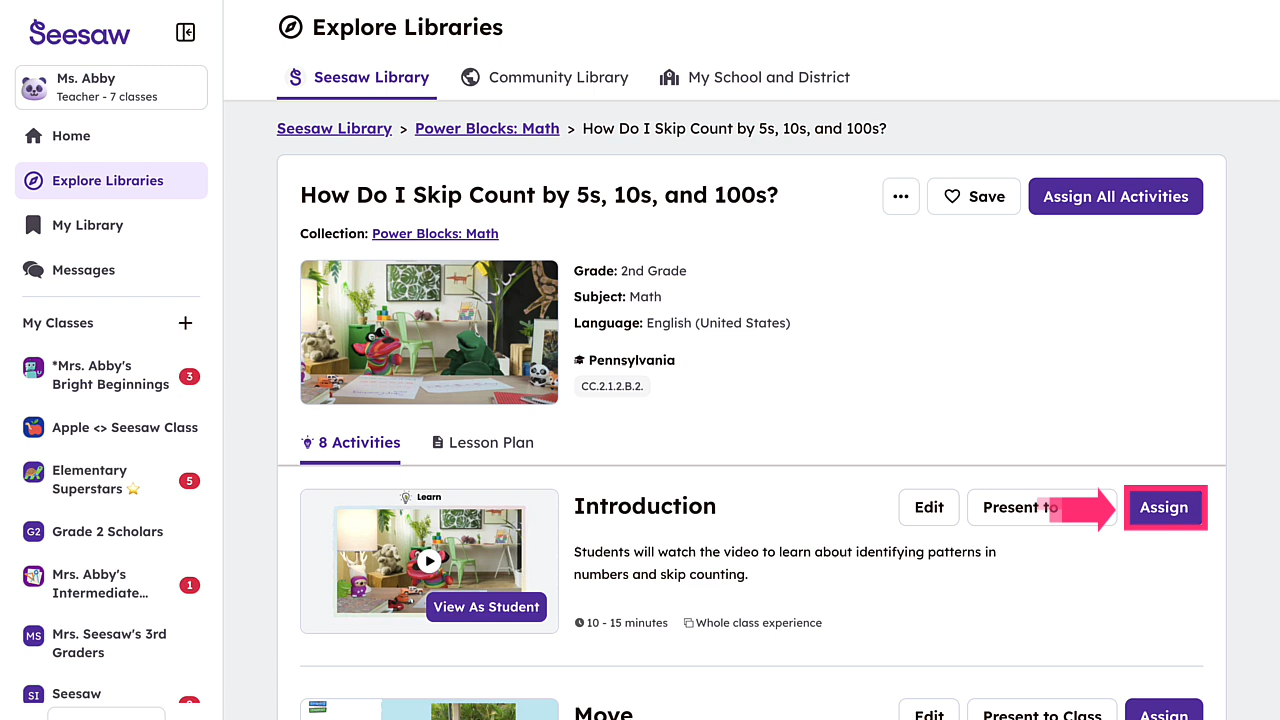 Seesaw
Ms. Abby
Teacher - 7 classes
Home
Explore Libraries
My Library
Messages
My Classes
*Mrs. Abby's
Bright Beginnings
3
Apple <> Seesaw Class
Elementary
Superstars ⭐
5
G2 Grade 2 Scholars
Mrs. Abby's
Intermediate...
1
MS Mrs. Seesaw's 3rd
Graders
SI Seesaw
Explore Libraries
Seesaw Library
Community Library
My School and District
Seesaw Library > Power Blocks: Math > How Do I Skip Count by 5s, 10s, and 100s?
How Do I Skip Count by 5s, 10s, and 100s?
Save
Assign All Activities
Collection: Power Blocks: Math
Grade: 2nd Grade
Subject: Math
Language: English (United States)
Pennsylvania
CC.2.1.2.B.2.
8 Activities
Lesson Plan
Learn
View As Student
Introduction
Edit
Present to
Assign
Students will watch the video to learn about identifying patterns in
numbers and skip counting.
10 - 15 minutes
Whole class experience
Move
Edit
Present to Class
Assign